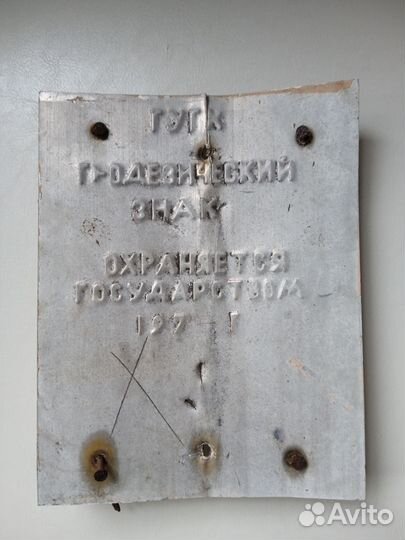 ГУГК
ГЕОДЕЗИЧЕСКИЙ
ЗНАК
ОХРАНЯЕТСЯ
ГОСУДАРСТВОМ
197 Г
Avito